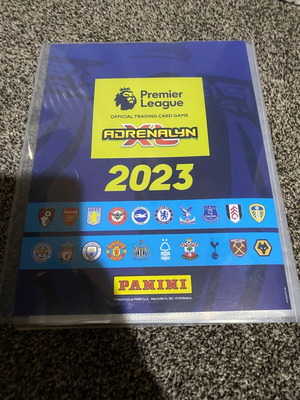 Premier
League
OFFICIAL TRADING CARD GAME
ADRENALYN
XL
2023
PANINI